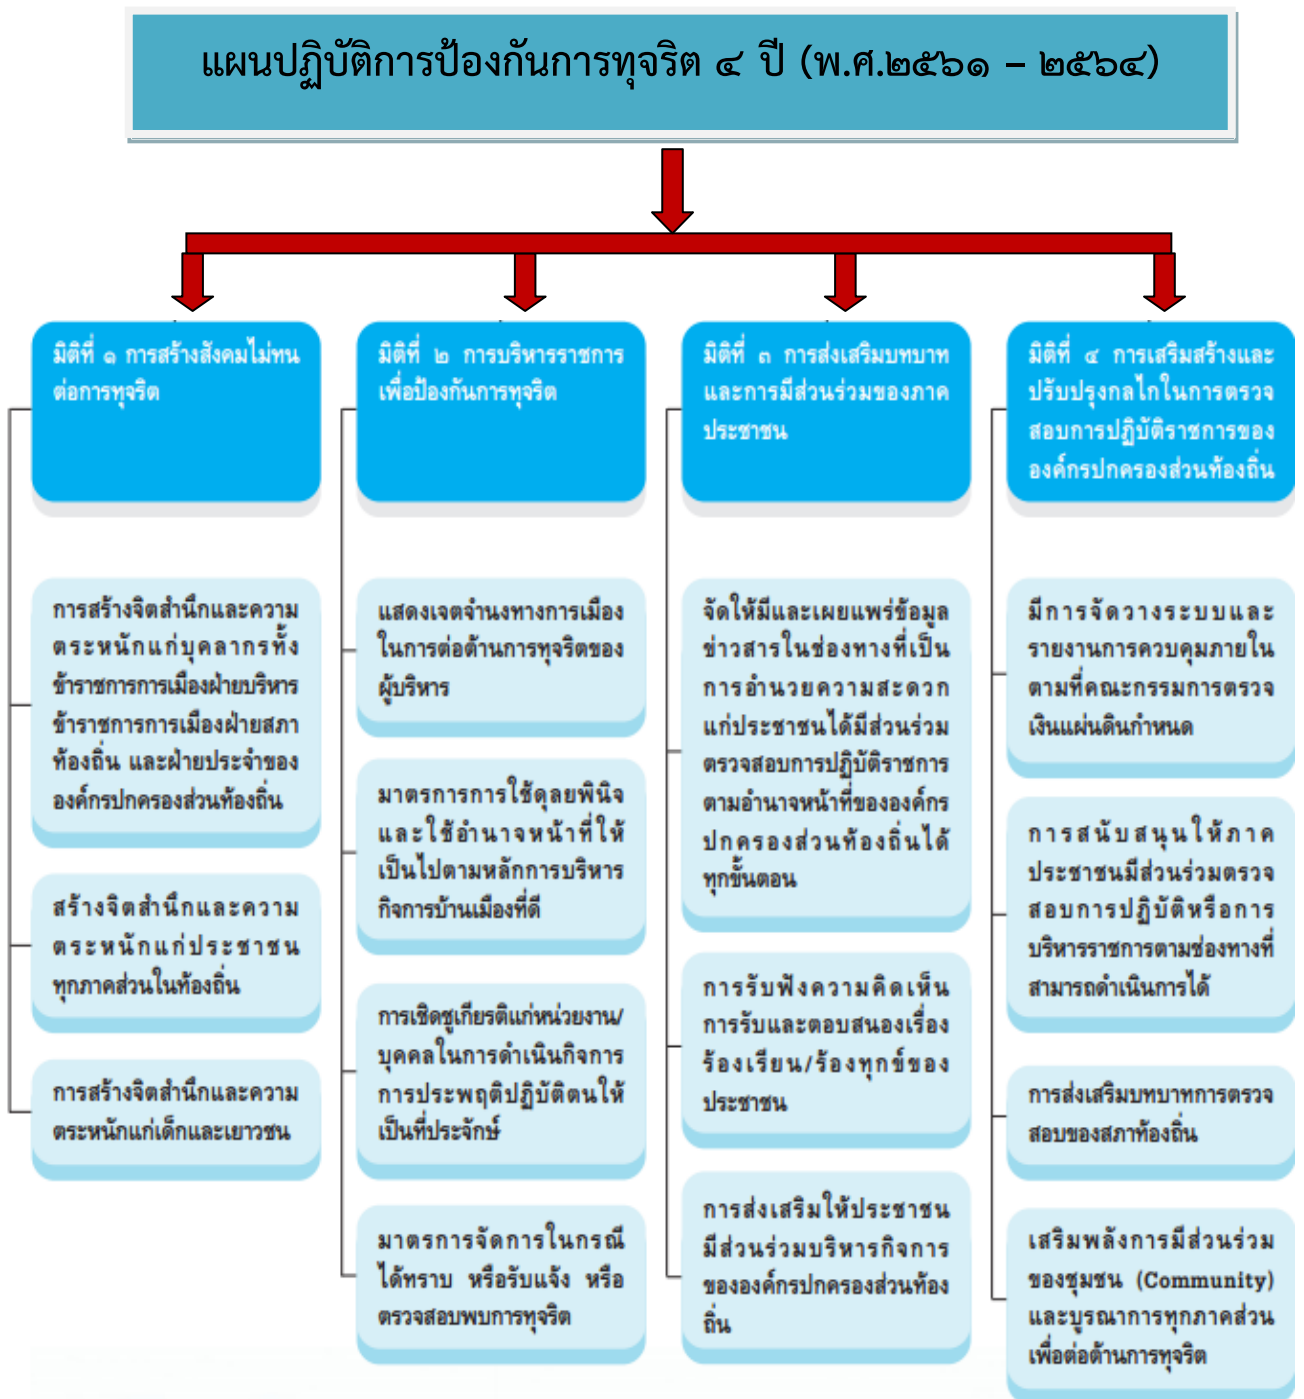 แผนปฏิบัติการป้องกันการทุจริต ๔ ปี (พ.ศ.๒๕๖๑ – ๒๕๖๔)
มิติที่ ๑ การสร้างสังคมไม่ทน
ต่อการทุจริต
การสร้างจิตสำนึกและความ
ตระหนักแก่บุคลากรทั้ง
ข้าราชการการเมืองฝ่ายบริหาร
ข้าราชการการเมืองฝ่ายสภา
ท้องถิ่น และฝ่ายประจำของ
องค์กรปกครองส่วนท้องถิ่น
สร้างจิตสำนึกและความ
ตระหนักแก่ประชาชน
ทุกภาคส่วนในท้องถิ่น
การสร้างจิตสำนึกและความ
ตระหนักแก่เด็กและเยาวชน
มิติที่ ๒ การบริหารราชการ
เพื่อป้องกันการทุจริต
แสดงเจตจำนงทางการเมือง
ในการต่อต้านการทุจริตของ
ผู้บริหาร
มาตรการการใช้ดุลยพินิจ
และใช้อำนาจหน้าที่ให้
เป็นไปตามหลักการบริหาร
กิจการบ้านเมืองที่ดี
การเชิดชูเกียรติแก่หน่วยงาน/
บุคคลในการดำเนินกิจการ
การประพฤติปฏิบัติตนให้
เป็นที่ประจักษ์
มาตรการจัดการในกรณี
ได้ทราบ หรือรับแจ้ง หรือ
ตรวจสอบพบการทุจริต
มิติที่ ๓ การส่งเสริมบทบาท
และการมีส่วนร่วมของภาค
ประชาชน
จัดให้มีและเผยแพร่ข้อมูล
ข่าวสารในช่องทางที่เป็น
การอำนวยความสะดวก
แก่ประชาชนได้มีส่วนร่วม
ตรวจสอบการปฏิบัติราชการ
ตามอำนาจหน้าที่ขององค์กร
ปกครองส่วนท้องถิ่นได้
ทุกขั้นตอน
การรับฟังความคิดเห็น
การรับและตอบสนองเรื่อง
ร้องเรียน/ร้องทุกข์ของ
ประชาชน
การส่งเสริมให้ประชาชน
มีส่วนร่วมบริหารกิจการ
ขององค์กรปกครองส่วนท้อง
ถิ่น
มิติที่ ๔ การเสริมสร้างและ
ปรับปรุงกลไกในการตรวจ
สอบการปฏิบัติราชการของ
องค์กรปกครองส่วนท้องถิ่น
มีการจัดวางระบบและ
รายงานการควบคุมภายใน
ตามที่คณะกรรมการตรวจ
เงินแผ่นดินกำหนด
การสนับสนุนให้ภาค
ประชาชนมีส่วนร่วมตรวจ
สอบการปฏิบัติหรือการ
บริหารราชการตามช่องทางที่
สามารถดำเนินการได้
การส่งเสริมบทบาทการตรวจ
สอบของสภาท้องถิ่น
เสริมพลังการมีส่วนร่วม
ของชุมชน (Community)
และบูรณาการทุกภาคส่วน
เพื่อต่อต้านการทุจริต